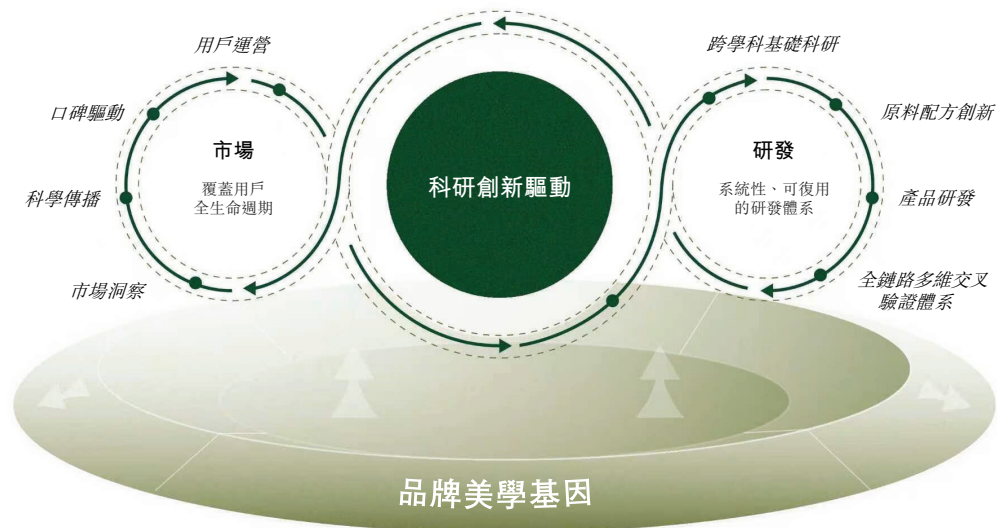 用戶運營
口碑驅動
科學傳播
市場洞察
市場
覆蓋用戶
全生命週期
科研創新驅動
跨學科基礎科研
原料配方創新
產品研發
全鏈路多維交叉
驗證體系
研發
系統性、可復用
的研發體系
品牌美學基因